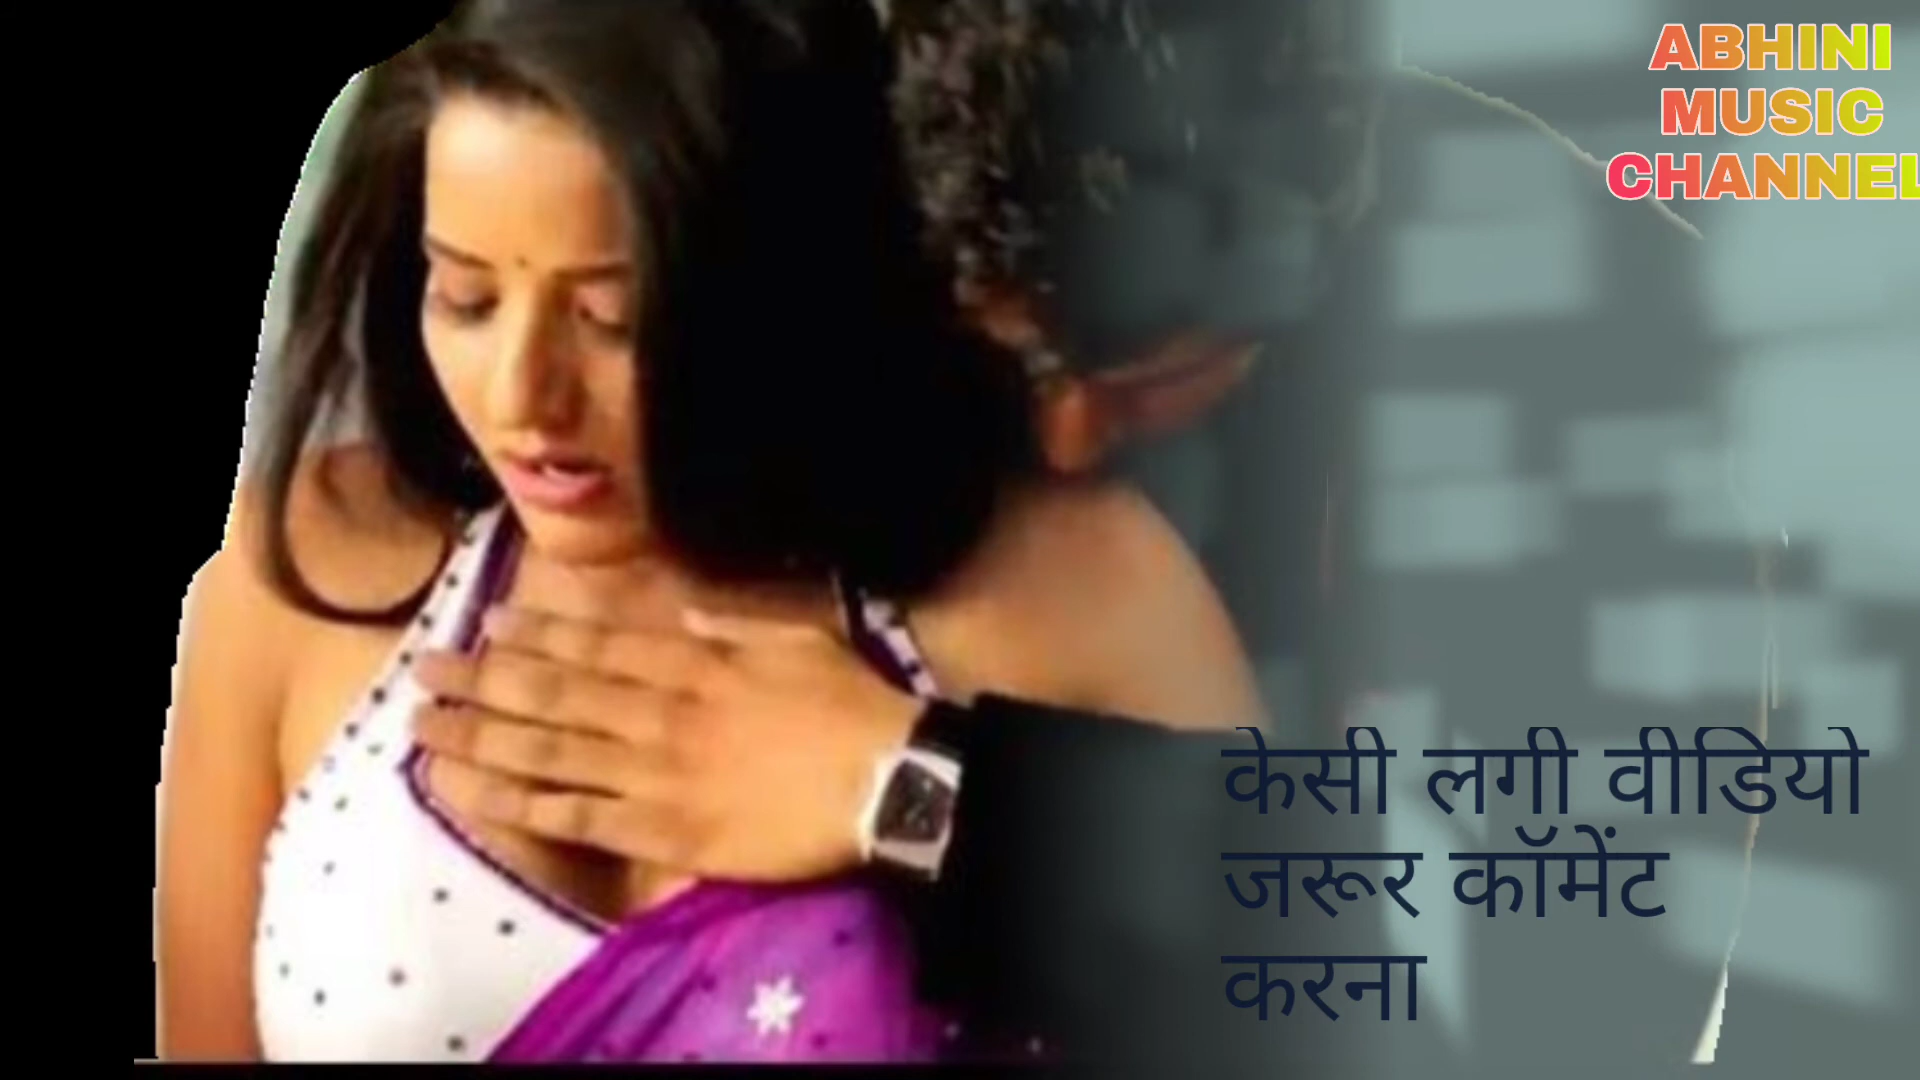 ABHINI
MUSIC
CHANNEL
केसी लगी वीडियो
जरूर कॉमेंट
करना